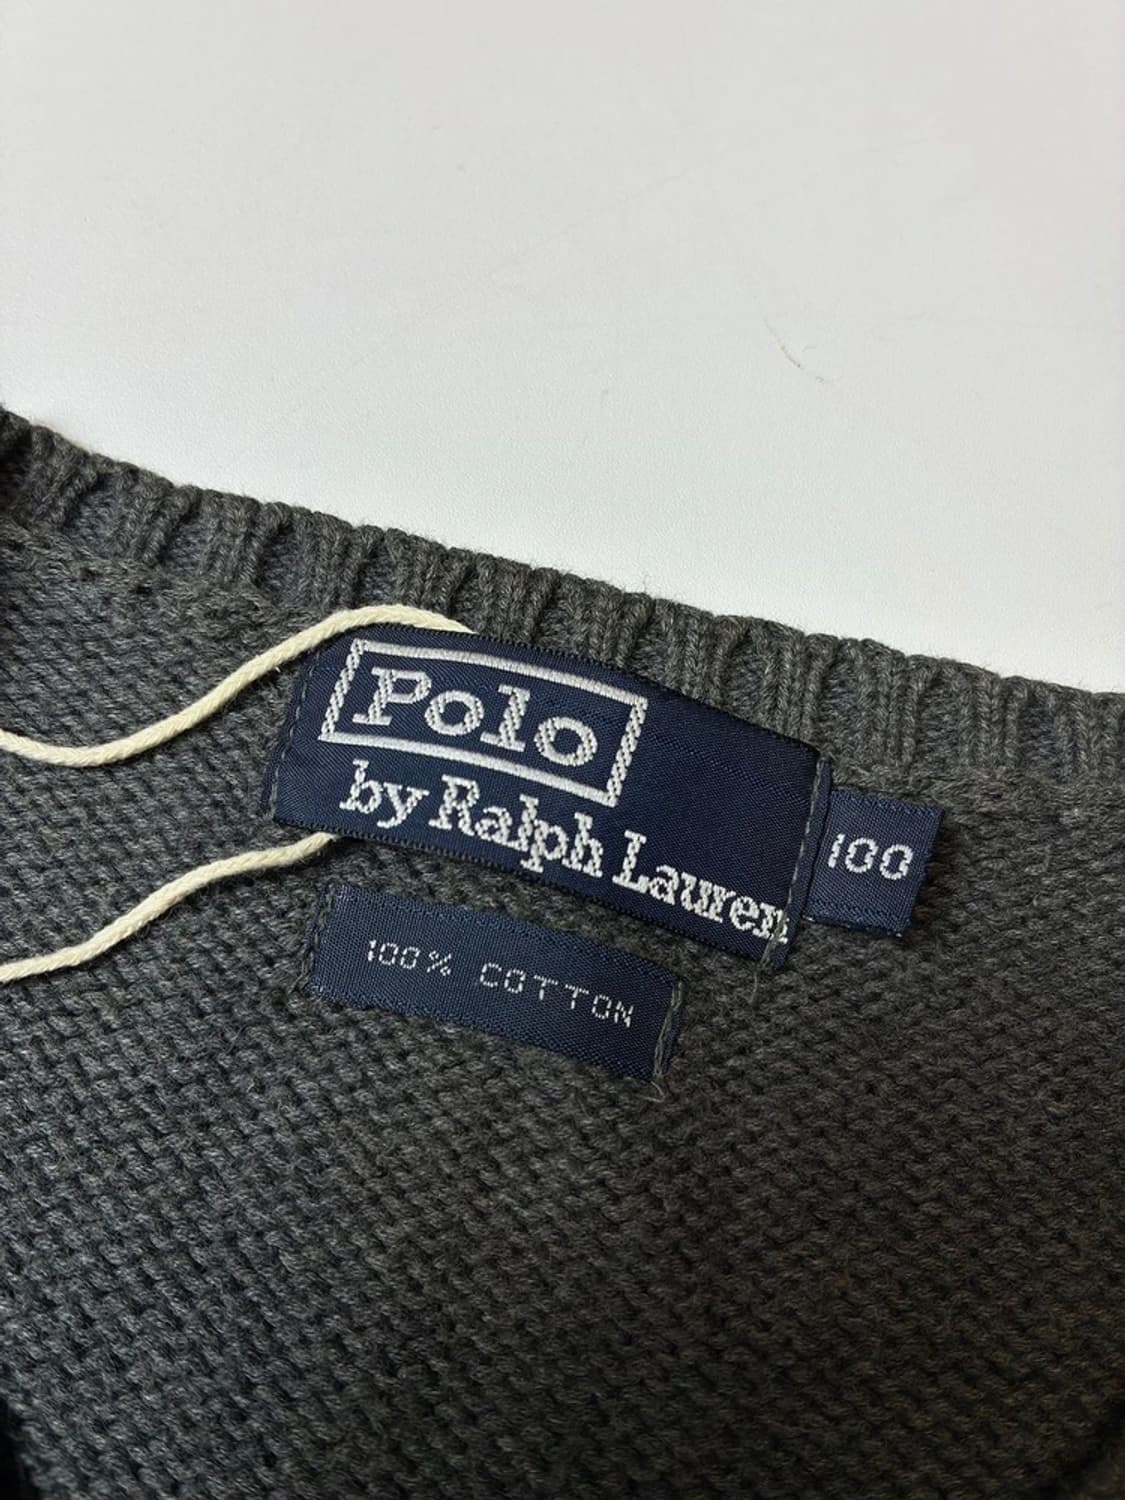 Polo
by Ralph Lauren
100
100% COTTON